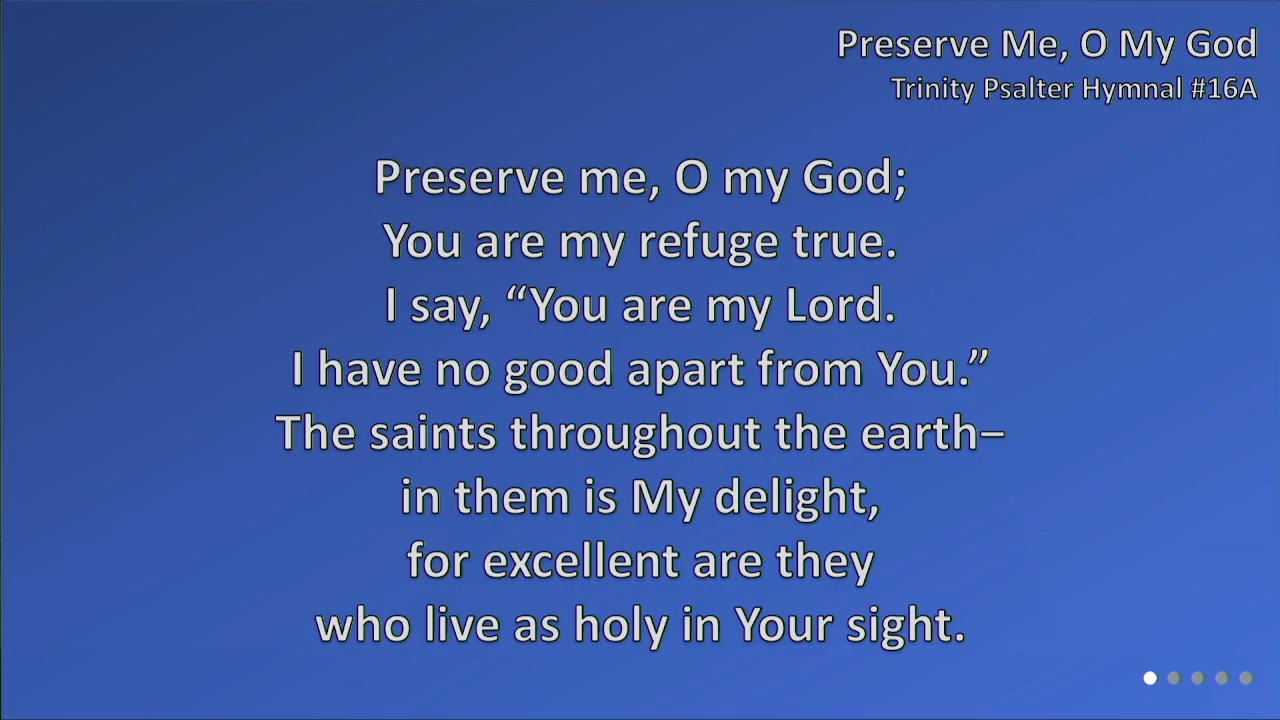 Preserve Me, O My God
Trinity Psalter Hymnal #16A
Preserve me, O my God;
You are my refuge true.
I say, “You are my Lord.
I have no good apart from You.”
The saints throughout the earth–
in them is My delight,
for excellent are they
who live as holy in Your sight.